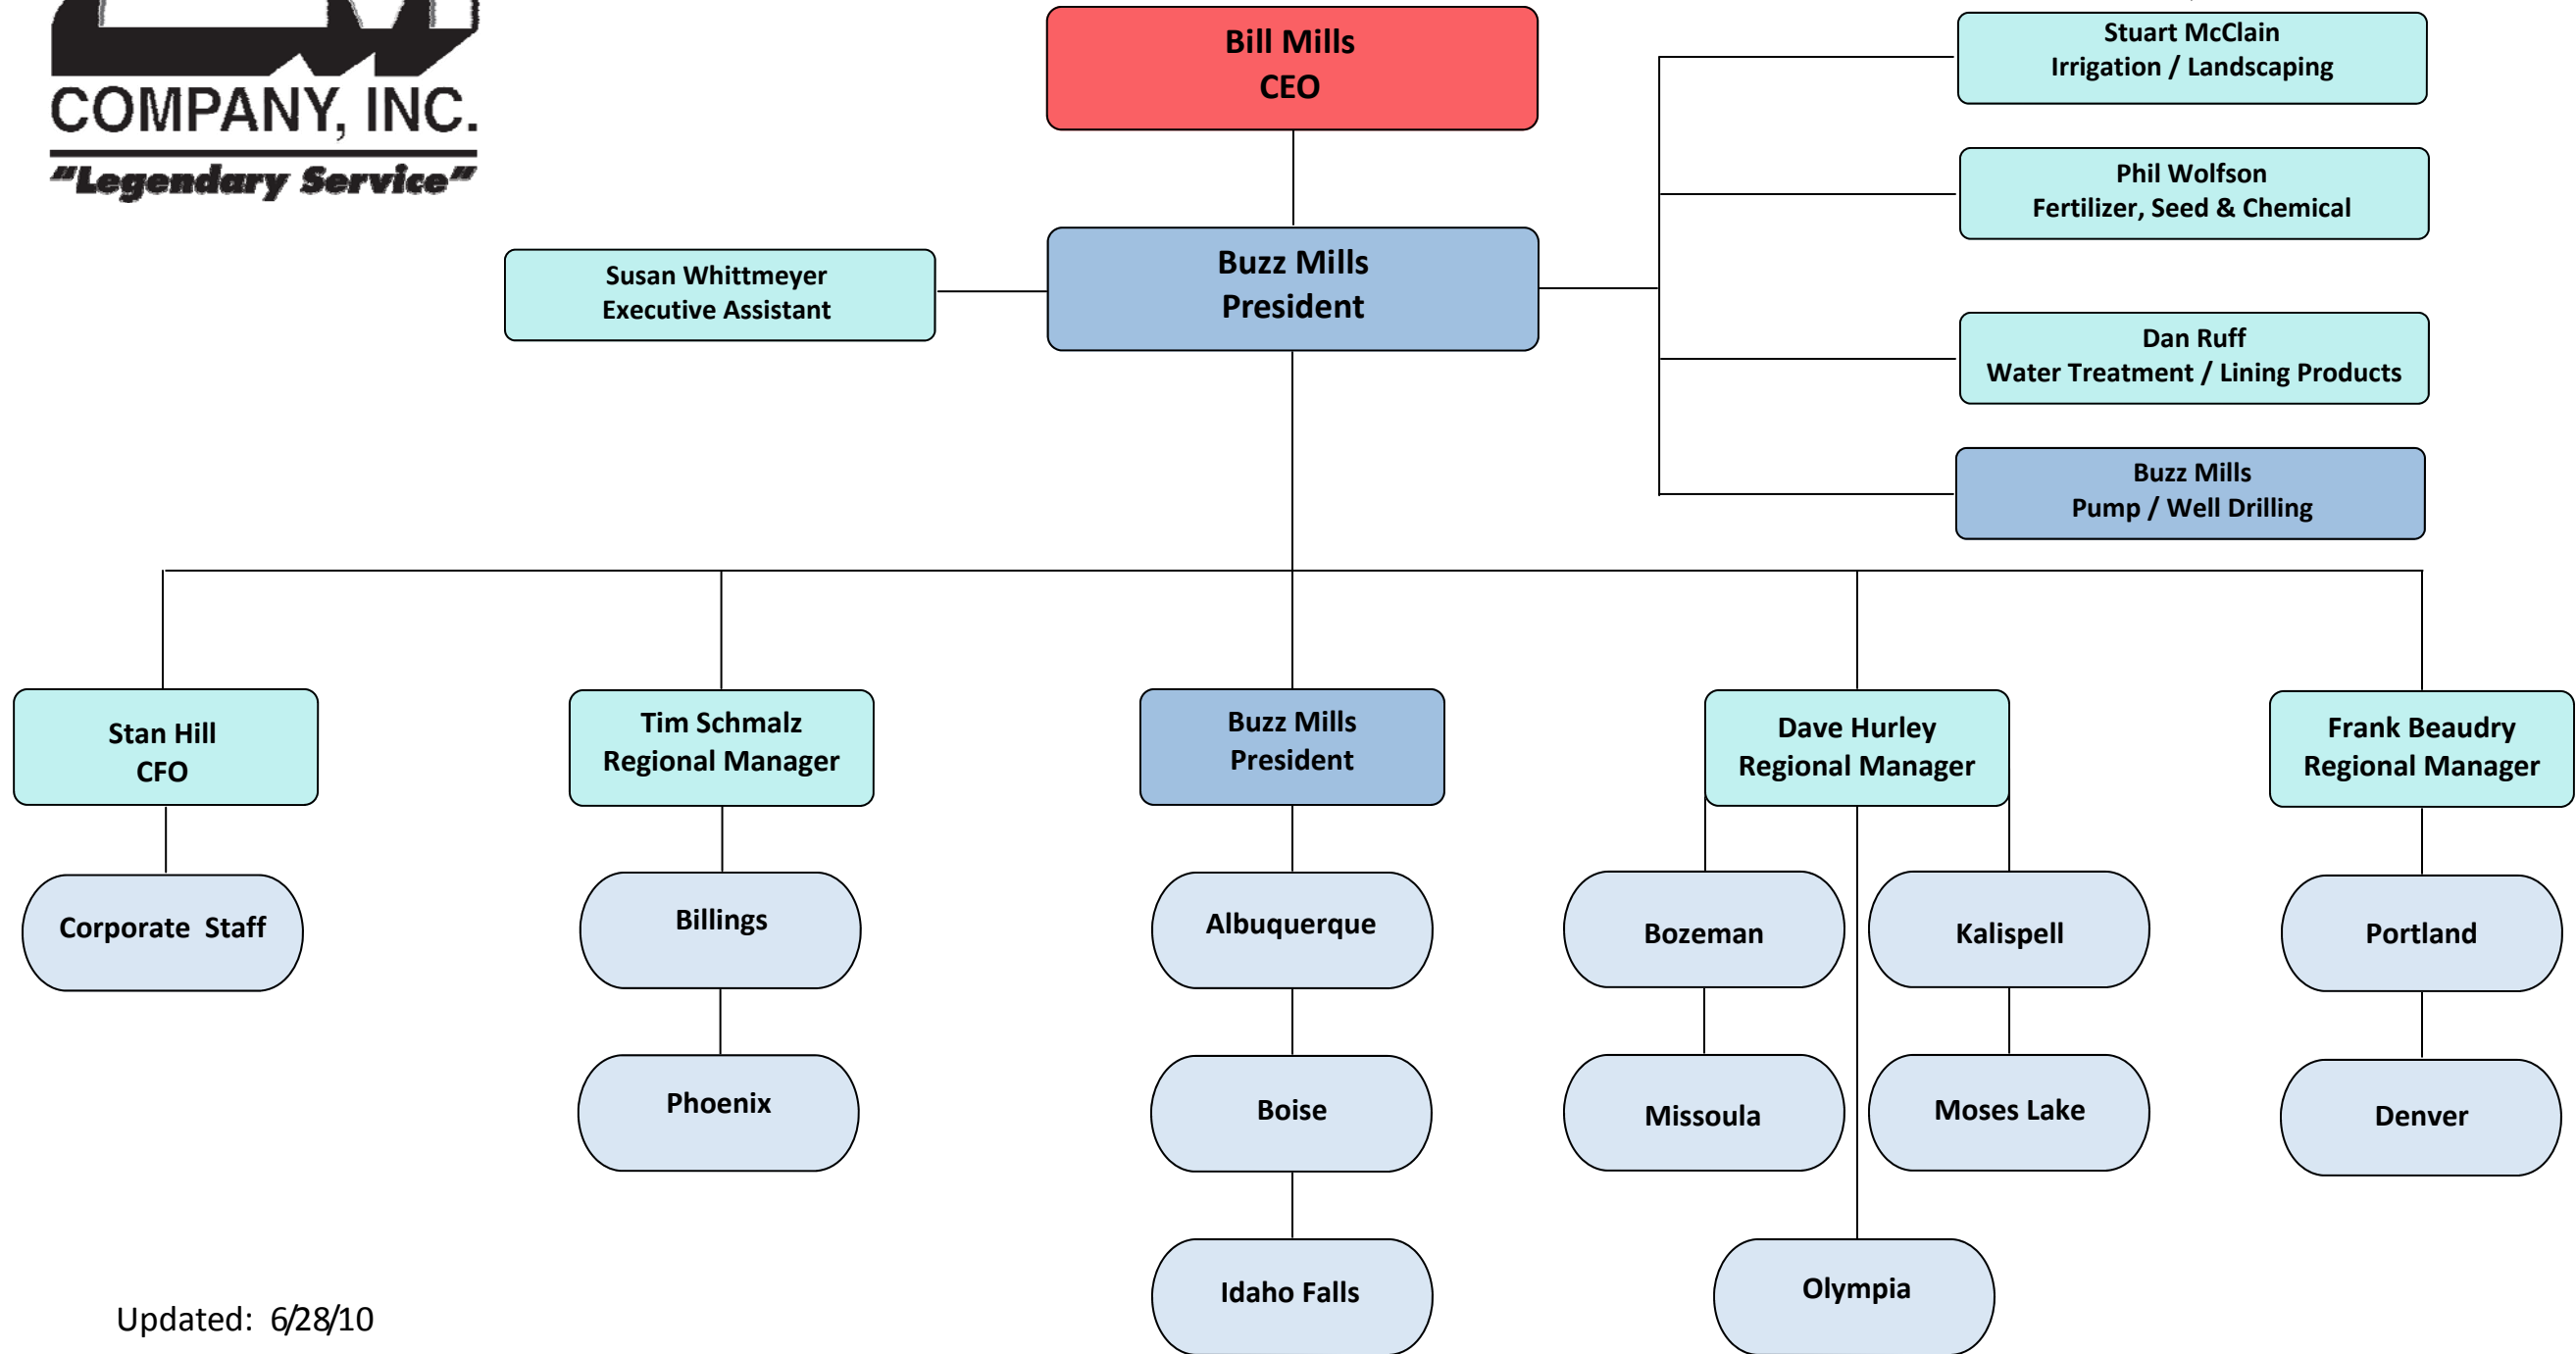 COMPANY, INC.
"Legendary Service"
Bill Mills
CEO
Stuart McClain
Irrigation / Landscaping
Phil Wolfson
Fertilizer, Seed & Chemical
Susan Whittmeyer
Executive Assistant
Buzz Mills
President
Dan Ruff
Water Treatment / Lining Products
Buzz Mills
Pump / Well Drilling
Stan Hill
CFO
Tim Schmalz
Regional Manager
Buzz Mills
President
Dave Hurley
Regional Manager
Frank Beaudry
Regional Manager
Corporate Staff
Billings
Albuquerque
Bozeman
Kalispell
Portland
Phoenix
Boise
Missoula
Moses Lake
Denver
Idaho Falls
Olympia
Updated: 6/28/10